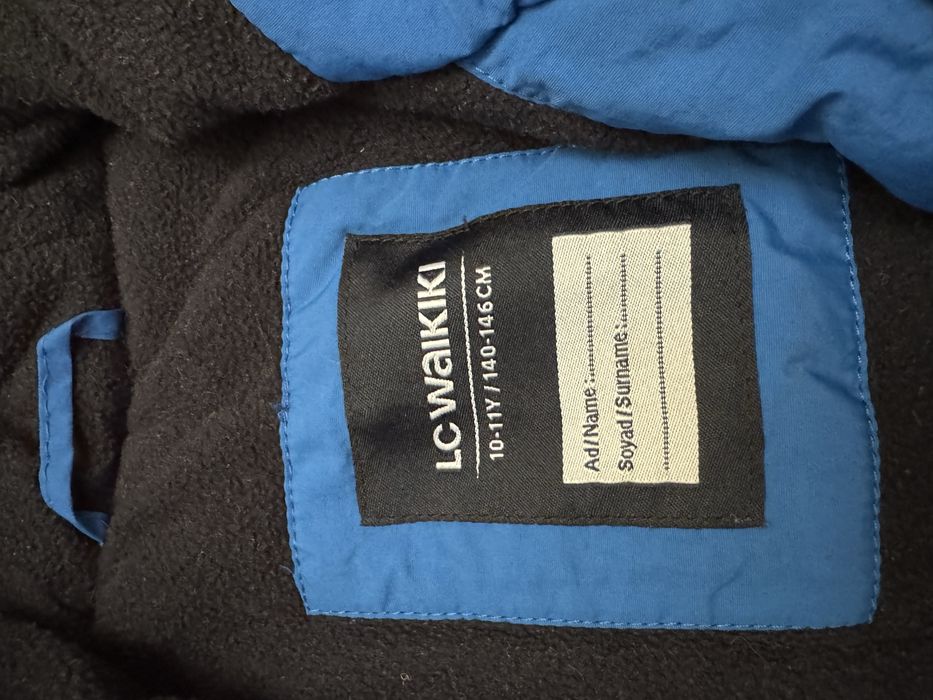 LC WAIKIKI
10-11Y / 140-146 CM
Ad/Name:....................
Soyad/Surname:...............
........................................